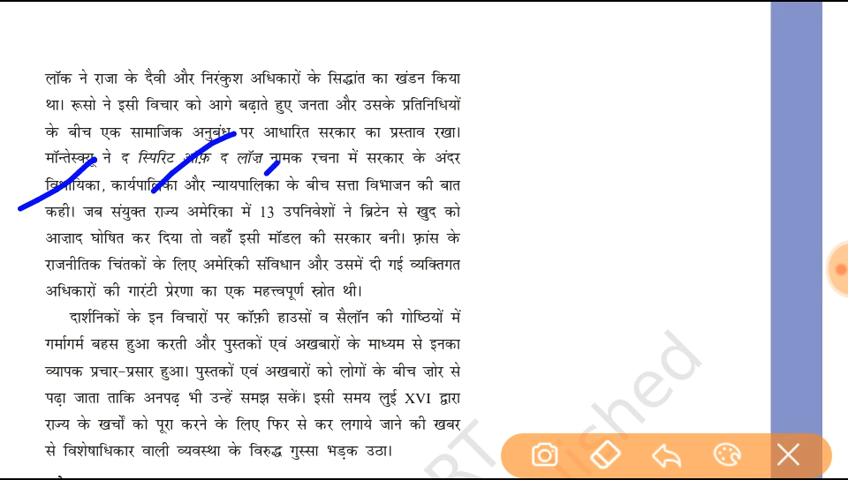 लॉक ने राजा के दैवी और निरंकुश अधिकारों के सिद्धांत का खंडन किया
था। रूसो ने इसी विचार को आगे बढ़ाते हुए जनता और उसके प्रतिनिधियों
के बीच एक सामाजिक अनुबंध पर आधारित सरकार का प्रस्ताव रखा।
मॉन्तेस्क्यू ने द स्पिरिट ऑफ़ द लॉज़ नामक रचना में सरकार के अंदर
विधायिका, कार्यपालिका और न्यायपालिका के बीच सत्ता विभाजन की बात
कही। जब संयुक्त राज्य अमेरिका में 13 उपनिवेशों ने ब्रिटेन से खुद को
आज़ाद घोषित कर दिया तो वहाँ इसी मॉडल की सरकार बनी। फ़्रांस के
राजनीतिक चिंतकों के लिए अमेरिकी संविधान और उसमें दी गई व्यक्तिगत
अधिकारों की गारंटी प्रेरणा का एक महत्त्वपूर्ण स्रोत थी।
दार्शनिकों के इन विचारों पर कॉफ़ी हाउसों व सैलॉन की गोष्ठियों में
गर्मागर्म बहस हुआ करती और पुस्तकों एवं अखबारों के माध्यम से इनका
व्यापक प्रचार-प्रसार हुआ। पुस्तकों एवं अखबारों को लोगों के बीच ज़ोर से
पढ़ा जाता ताकि अनपढ़ भी उन्हें समझ सकें। इसी समय लुई XVI द्वारा
राज्य के खर्चों को पूरा करने के लिए फिर से कर लगाये जाने की खबर
से विशेषाधिकार वाली व्यवस्था के विरुद्ध गुस्सा भड़क उठा।